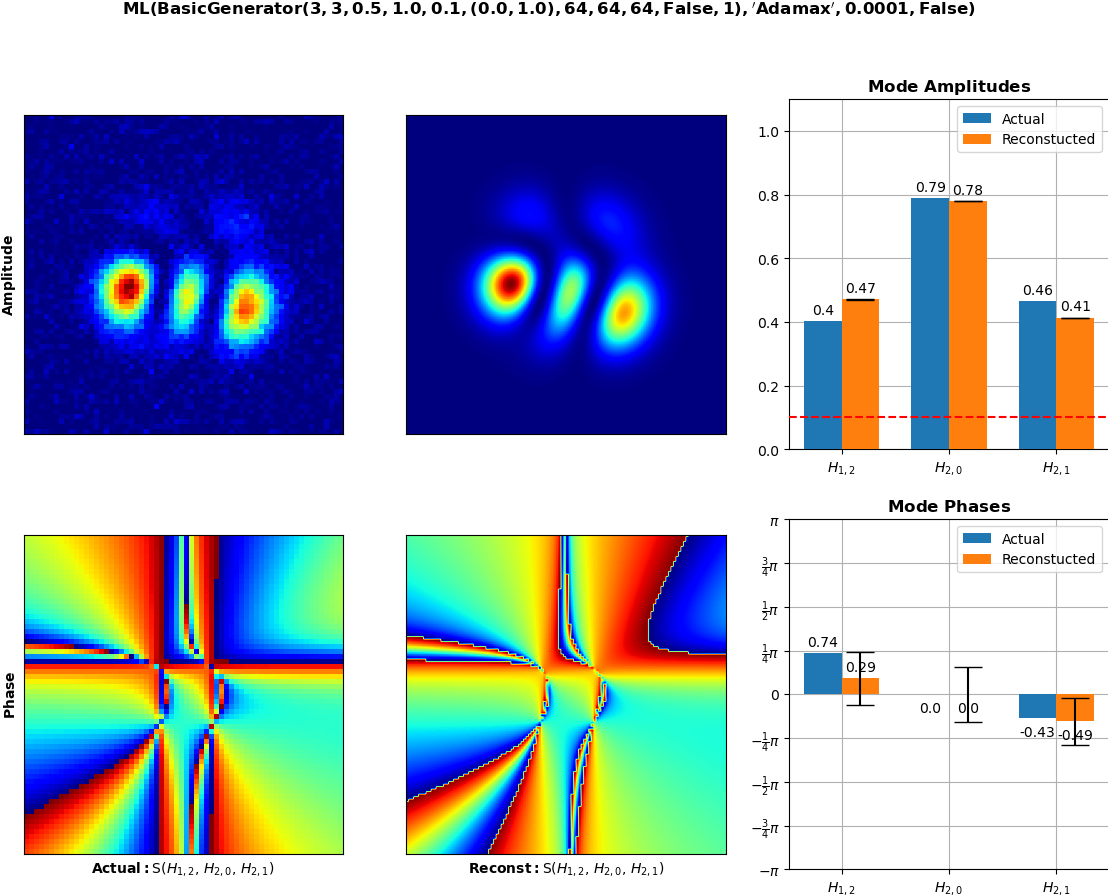 ML(BasicGenerator(3, 3, 0.5, 1.0, 0.1, (0.0, 1.0), 64, 64, 64, False, 1), ′Adamax′, 0.0001, False)
Amplitude
Mode Amplitudes
Actual
Reconstucted
1.0
0.8
0.6
0.4
0.2
0.0
0.4
0.47
0.79
0.78
0.46
0.41
H1,2
H2,0
H2,1
Phase
Actual: S(H1,2, H2,0, H2,1)
Reconst: S(H1,2, H2,0, H2,1)
Mode Phases
Actual
Reconstucted
π
3/4π
1/2π
1/4π
0
−1/4π
−1/2π
−3/4π
−π
0.74
0.29
0.0
0.0
-0.43
-0.49
H1,2
H2,0
H2,1